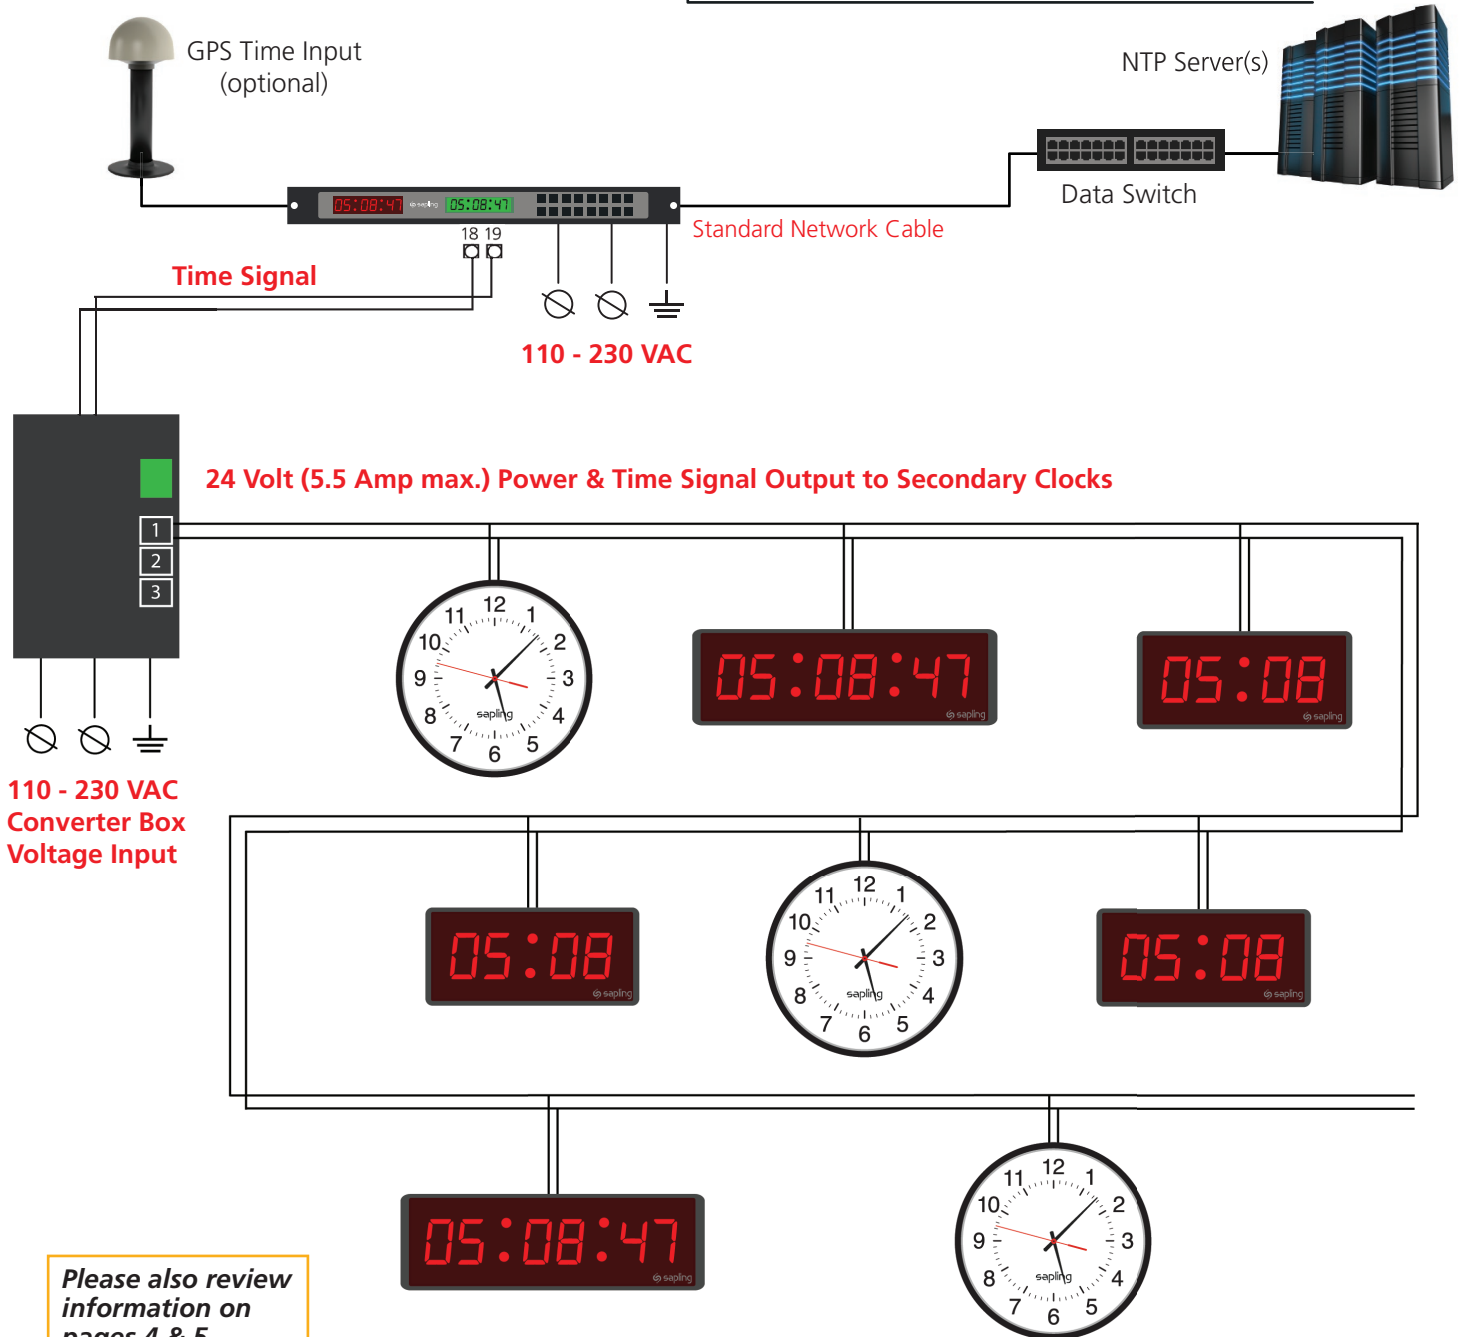 GPS Time Input
(optional)
NTP Server(s)
Data Switch
05:08:47 sapling 05:08:47
Standard Network Cable
18 19
Time Signal
110 - 230 VAC
24 Volt (5.5 Amp max.) Power & Time Signal Output to Secondary Clocks
1
2
3
12
11 1
10 2
9 3
8 4
7 5
6
sapling
05:08:47
sapling
05:08
sapling
110 - 230 VAC
Converter Box
Voltage Input
05:08
sapling
12
11 1
10 2
9 3
8 4
7 5
6
sapling
05:08
sapling
05:08:47
sapling
12
11 1
10 2
9 3
8 4
7 5
6
sapling
Please also review
information on
pages 4 & 5